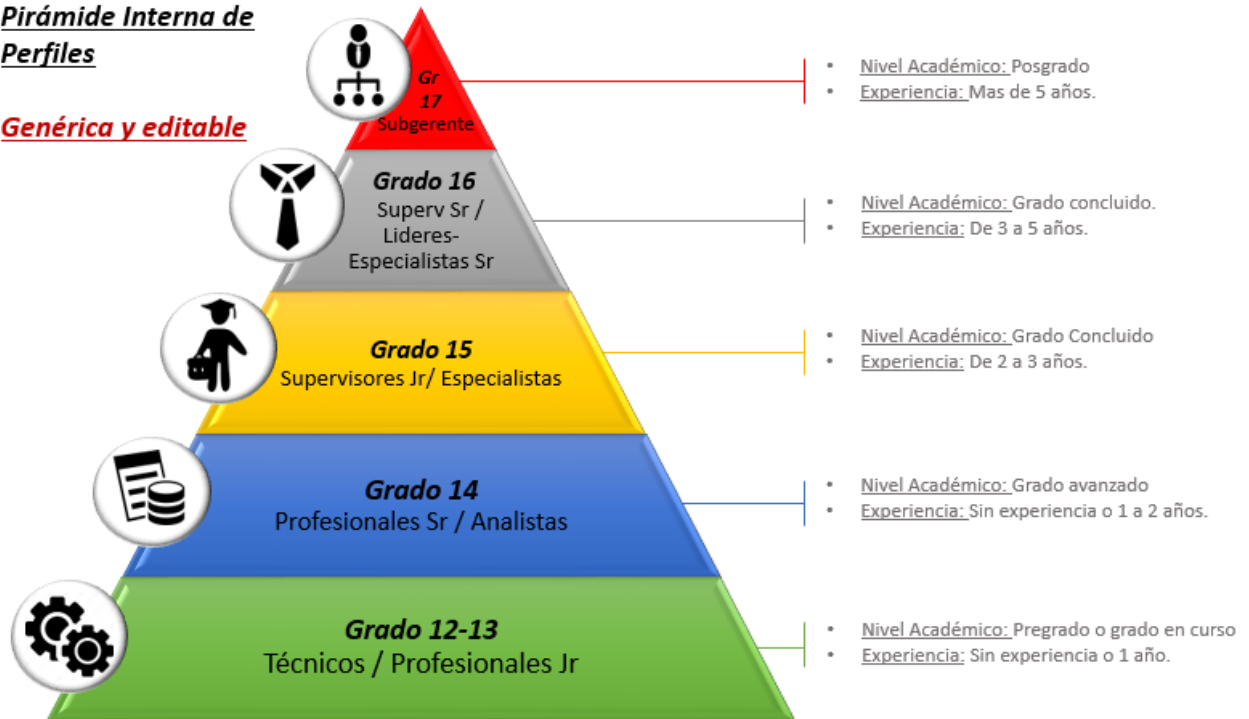 Pirámide Interna de
Perfiles
Genérica y editable
Gr
17
Subgerente
• Nivel Académico: Posgrado
• Experiencia: Mas de 5 años.
Grado 16
Superv Sr /
Lideres-
Especialistas Sr
• Nivel Académico: Grado concluido.
• Experiencia: De 3 a 5 años.
Grado 15
Supervisores Jr/ Especialistas
• Nivel Académico: Grado Concluido
• Experiencia: De 2 a 3 años.
Grado 14
Profesionales Sr / Analistas
• Nivel Académico: Grado avanzado
• Experiencia: Sin experiencia o 1 a 2 años.
Grado 12-13
Técnicos / Profesionales Jr
• Nivel Académico: Pregrado o grado en curso
• Experiencia: Sin experiencia o 1 año.